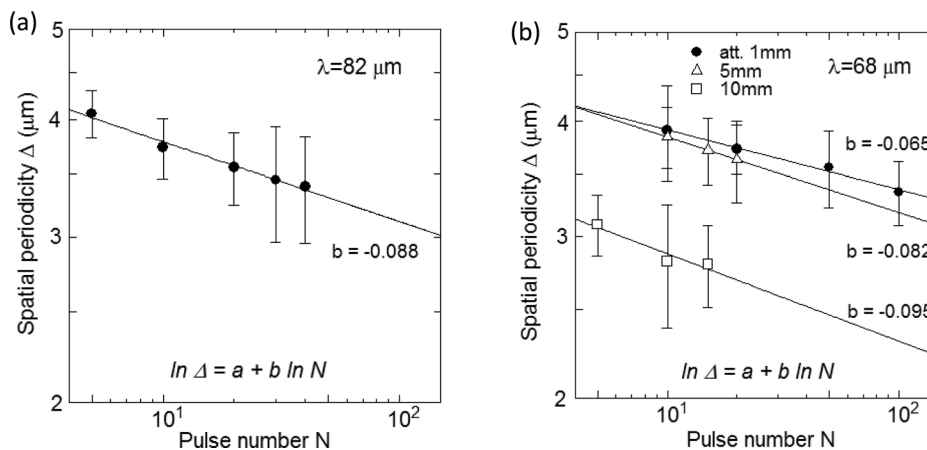 (a)
5
4
3
2
Spatial periodicity Δ (μm)
λ=82 μm
b = -0.088
ln Δ = a + b ln N
10¹
10²
Pulse number N
(b)
5
4
3
2
Spatial periodicity Δ (μm)
att. 1mm
5mm
10mm
λ=68 μm
b = -0.065
b = -0.082
b = -0.095
ln Δ = a + b ln N
10¹
10²
Pulse number N